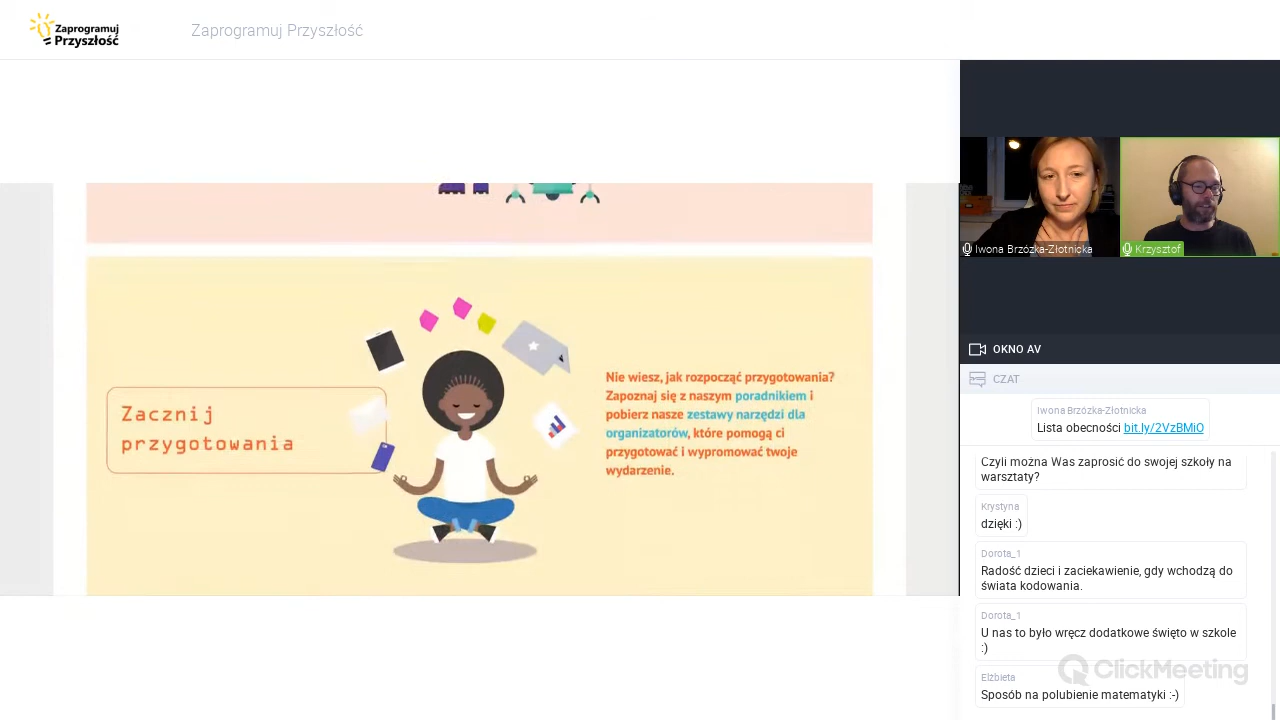 Zaprogramuj
Przyszłość
Zaprogramuj Przyszłość
Zacznij
przygotowania
Nie wiesz, jak rozpocząć przygotowania?
Zapoznaj się z naszym poradnikiem i
pobierz nasze zestawy narzędzi dla
organizatorów, które pomogą ci
przygotować i wypromować twoje
wydarzenie.
Iwona Brzózka-Złotnicka
Krzysztof
OKNO AV
CZAT
Iwona Brzózka-Złotnicka
Lista obecności bit.ly/2VzBMiO
Czyli można Was zaprosić do swojej szkoły na
warsztaty?
Krystyna
dzięki :)
Dorota_1
Radość dzieci i zaciekawienie, gdy wchodzą do
świata kodowania.
Dorota_1
U nas to było wręcz dodatkowe święto w szkole
:)
ClickMeeting
Elżbieta
Sposób na polubienie matematyki :-)